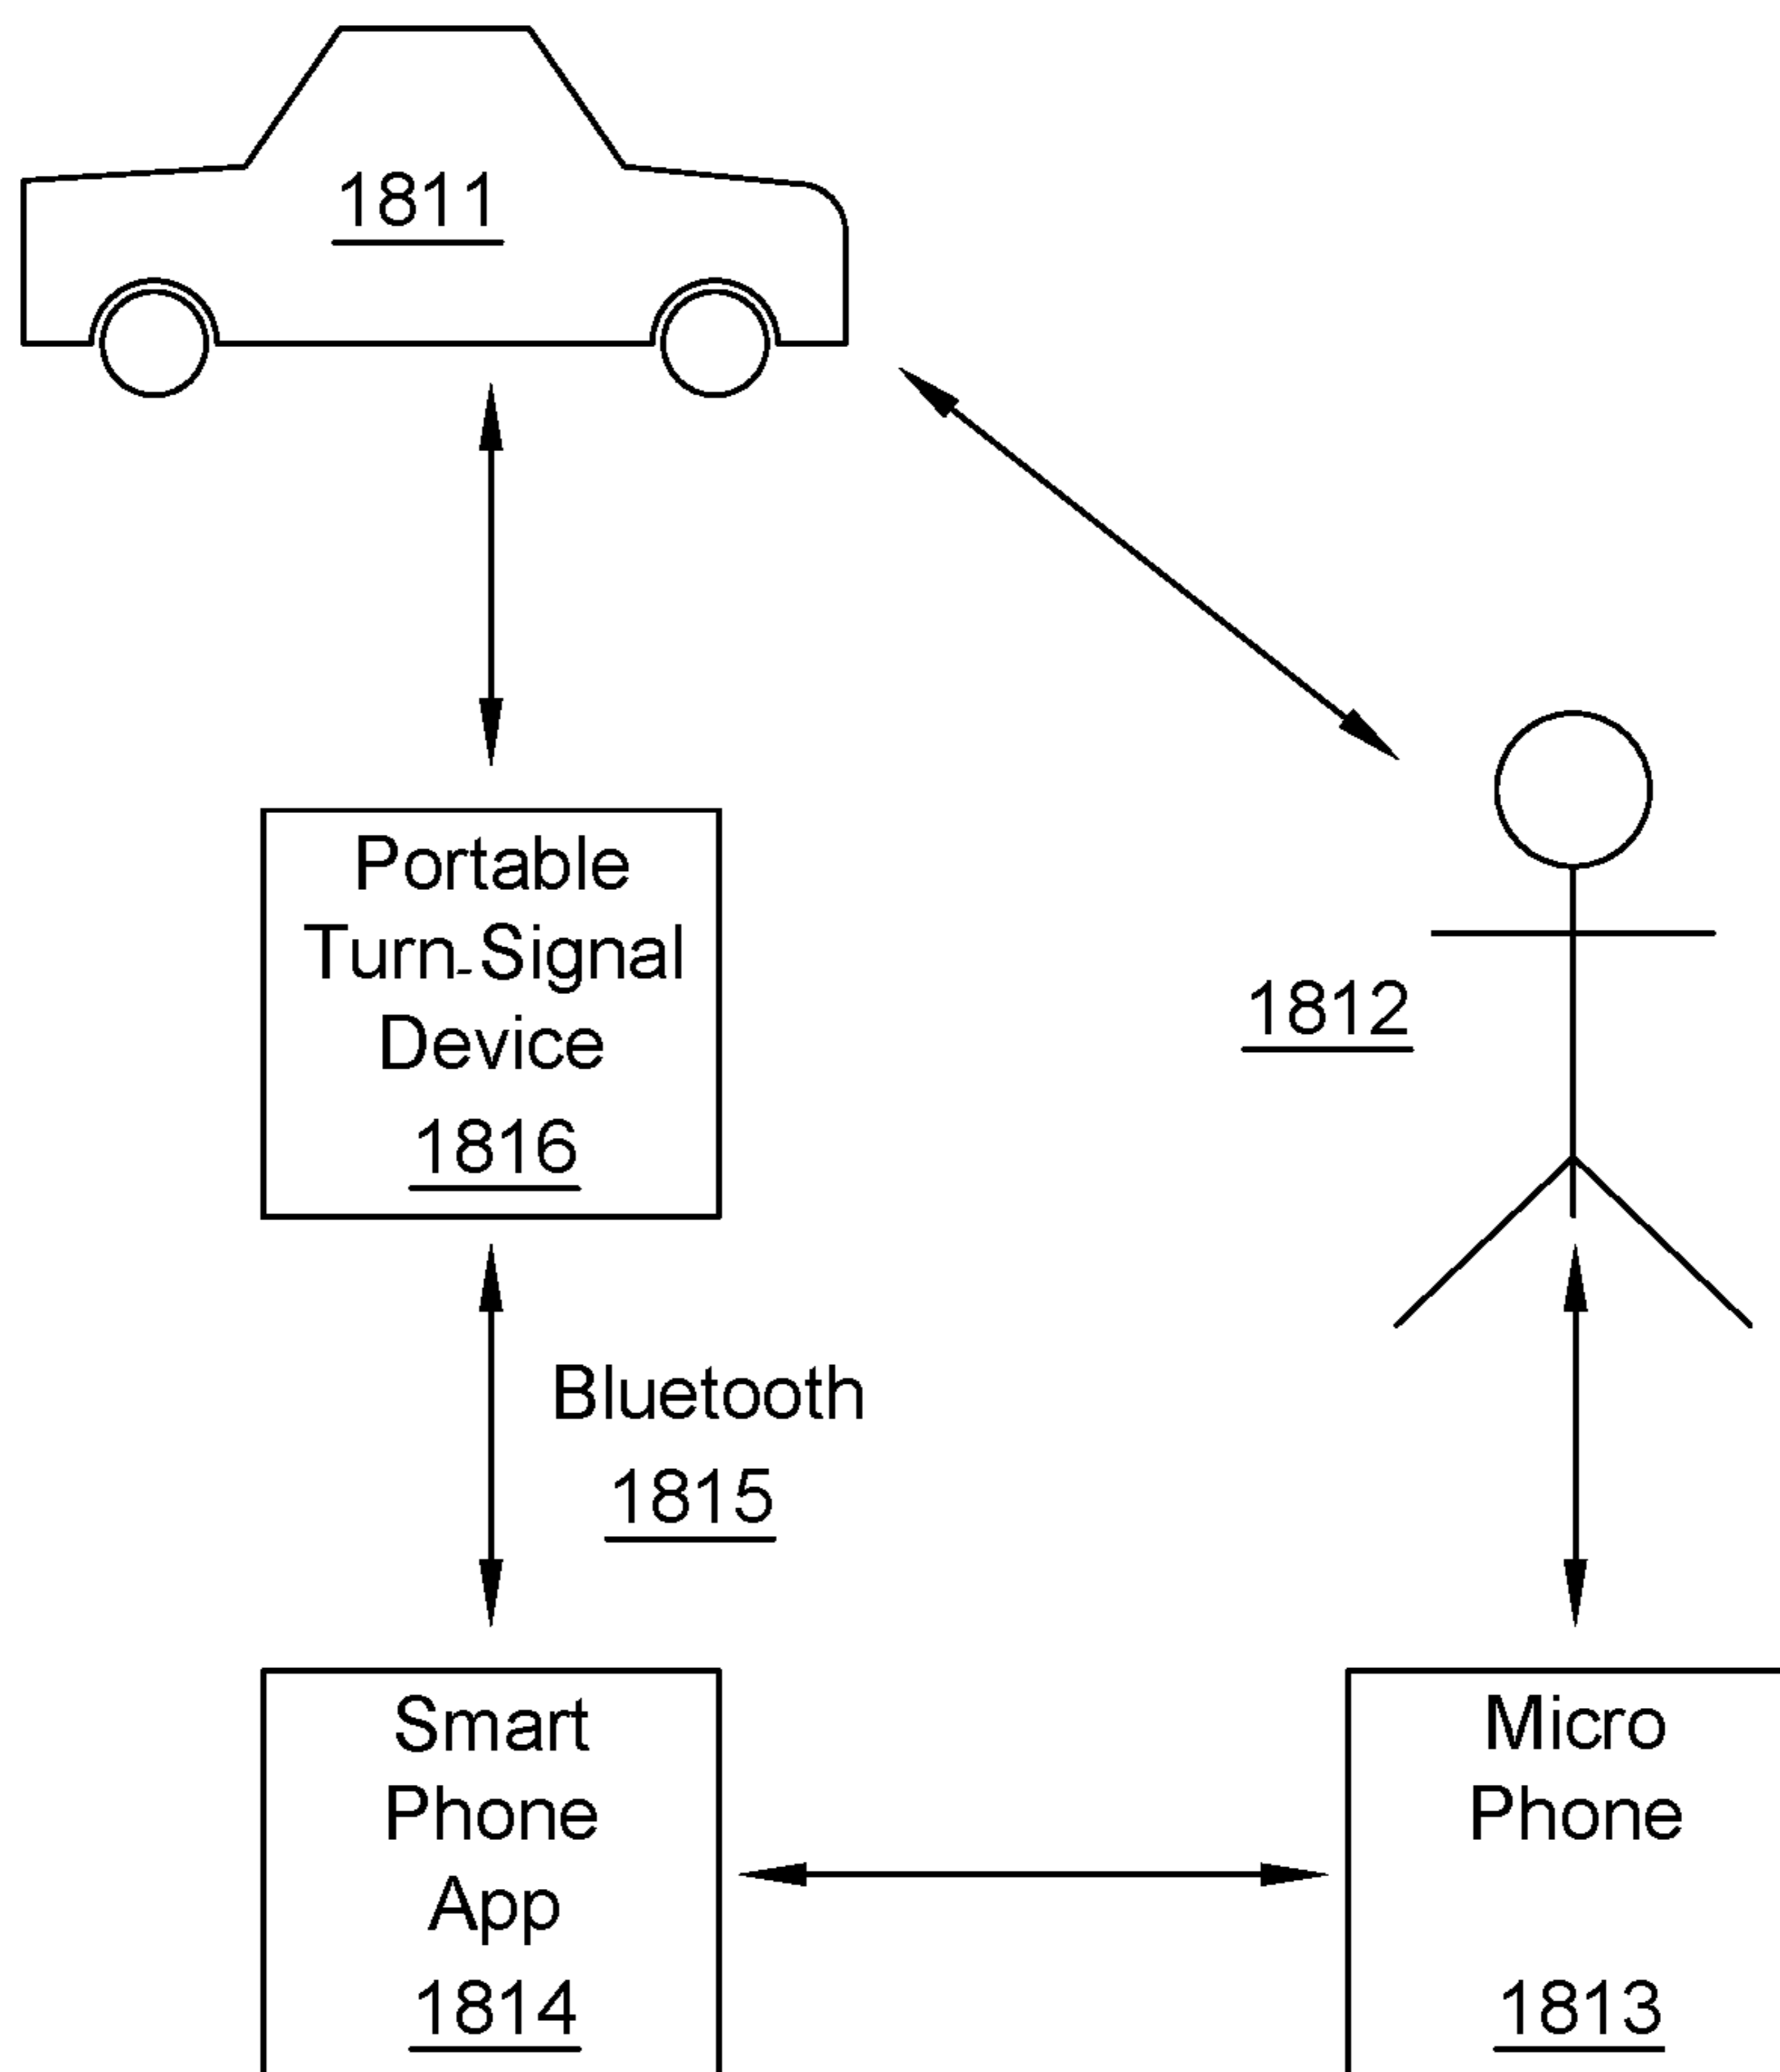 1811
Portable
Turn-Signal
Device
1816
1812
Bluetooth
1815
Smart
Phone
App
1814
Micro
Phone
1813